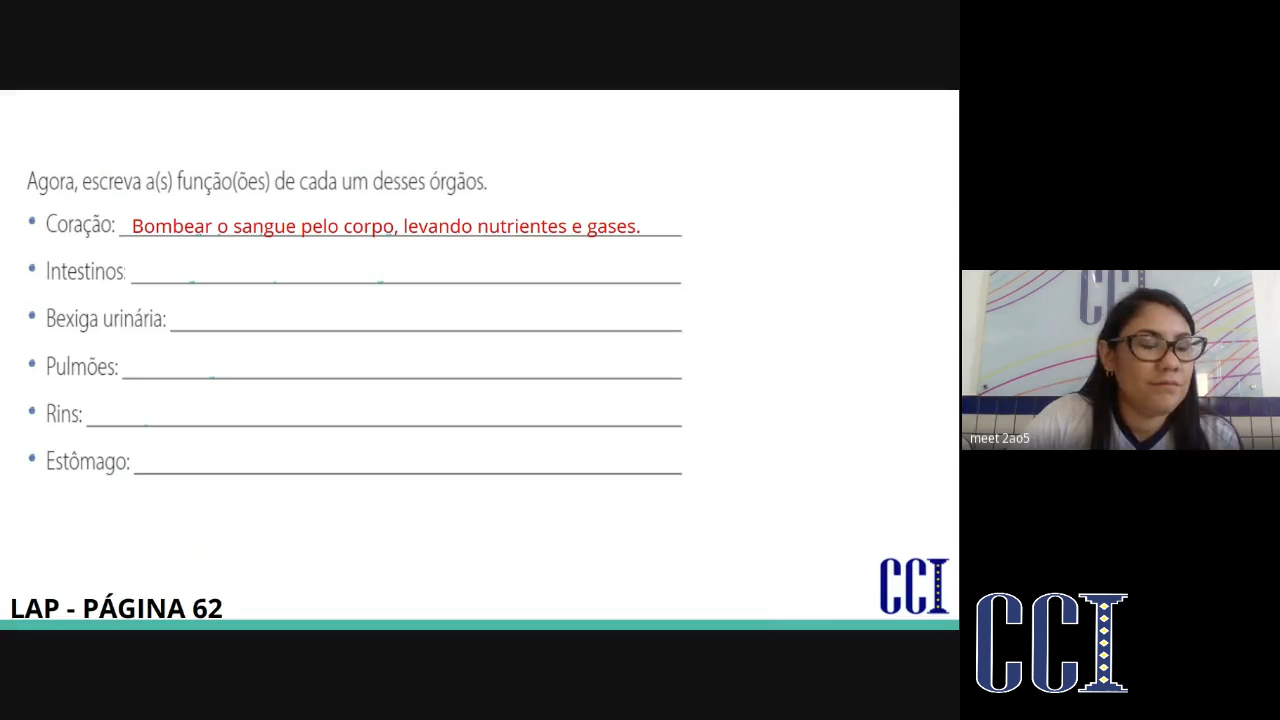 Agora, escreva a(s) função(ões) de cada um desses órgãos.
• Coração: Bombear o sangue pelo corpo, levando nutrientes e gases.
• Intestinos:
• Bexiga urinária:
• Pulmões:
• Rins:
• Estômago:
CCI
LAP - PÁGINA 62
CCI
meet 2ao5
CCI